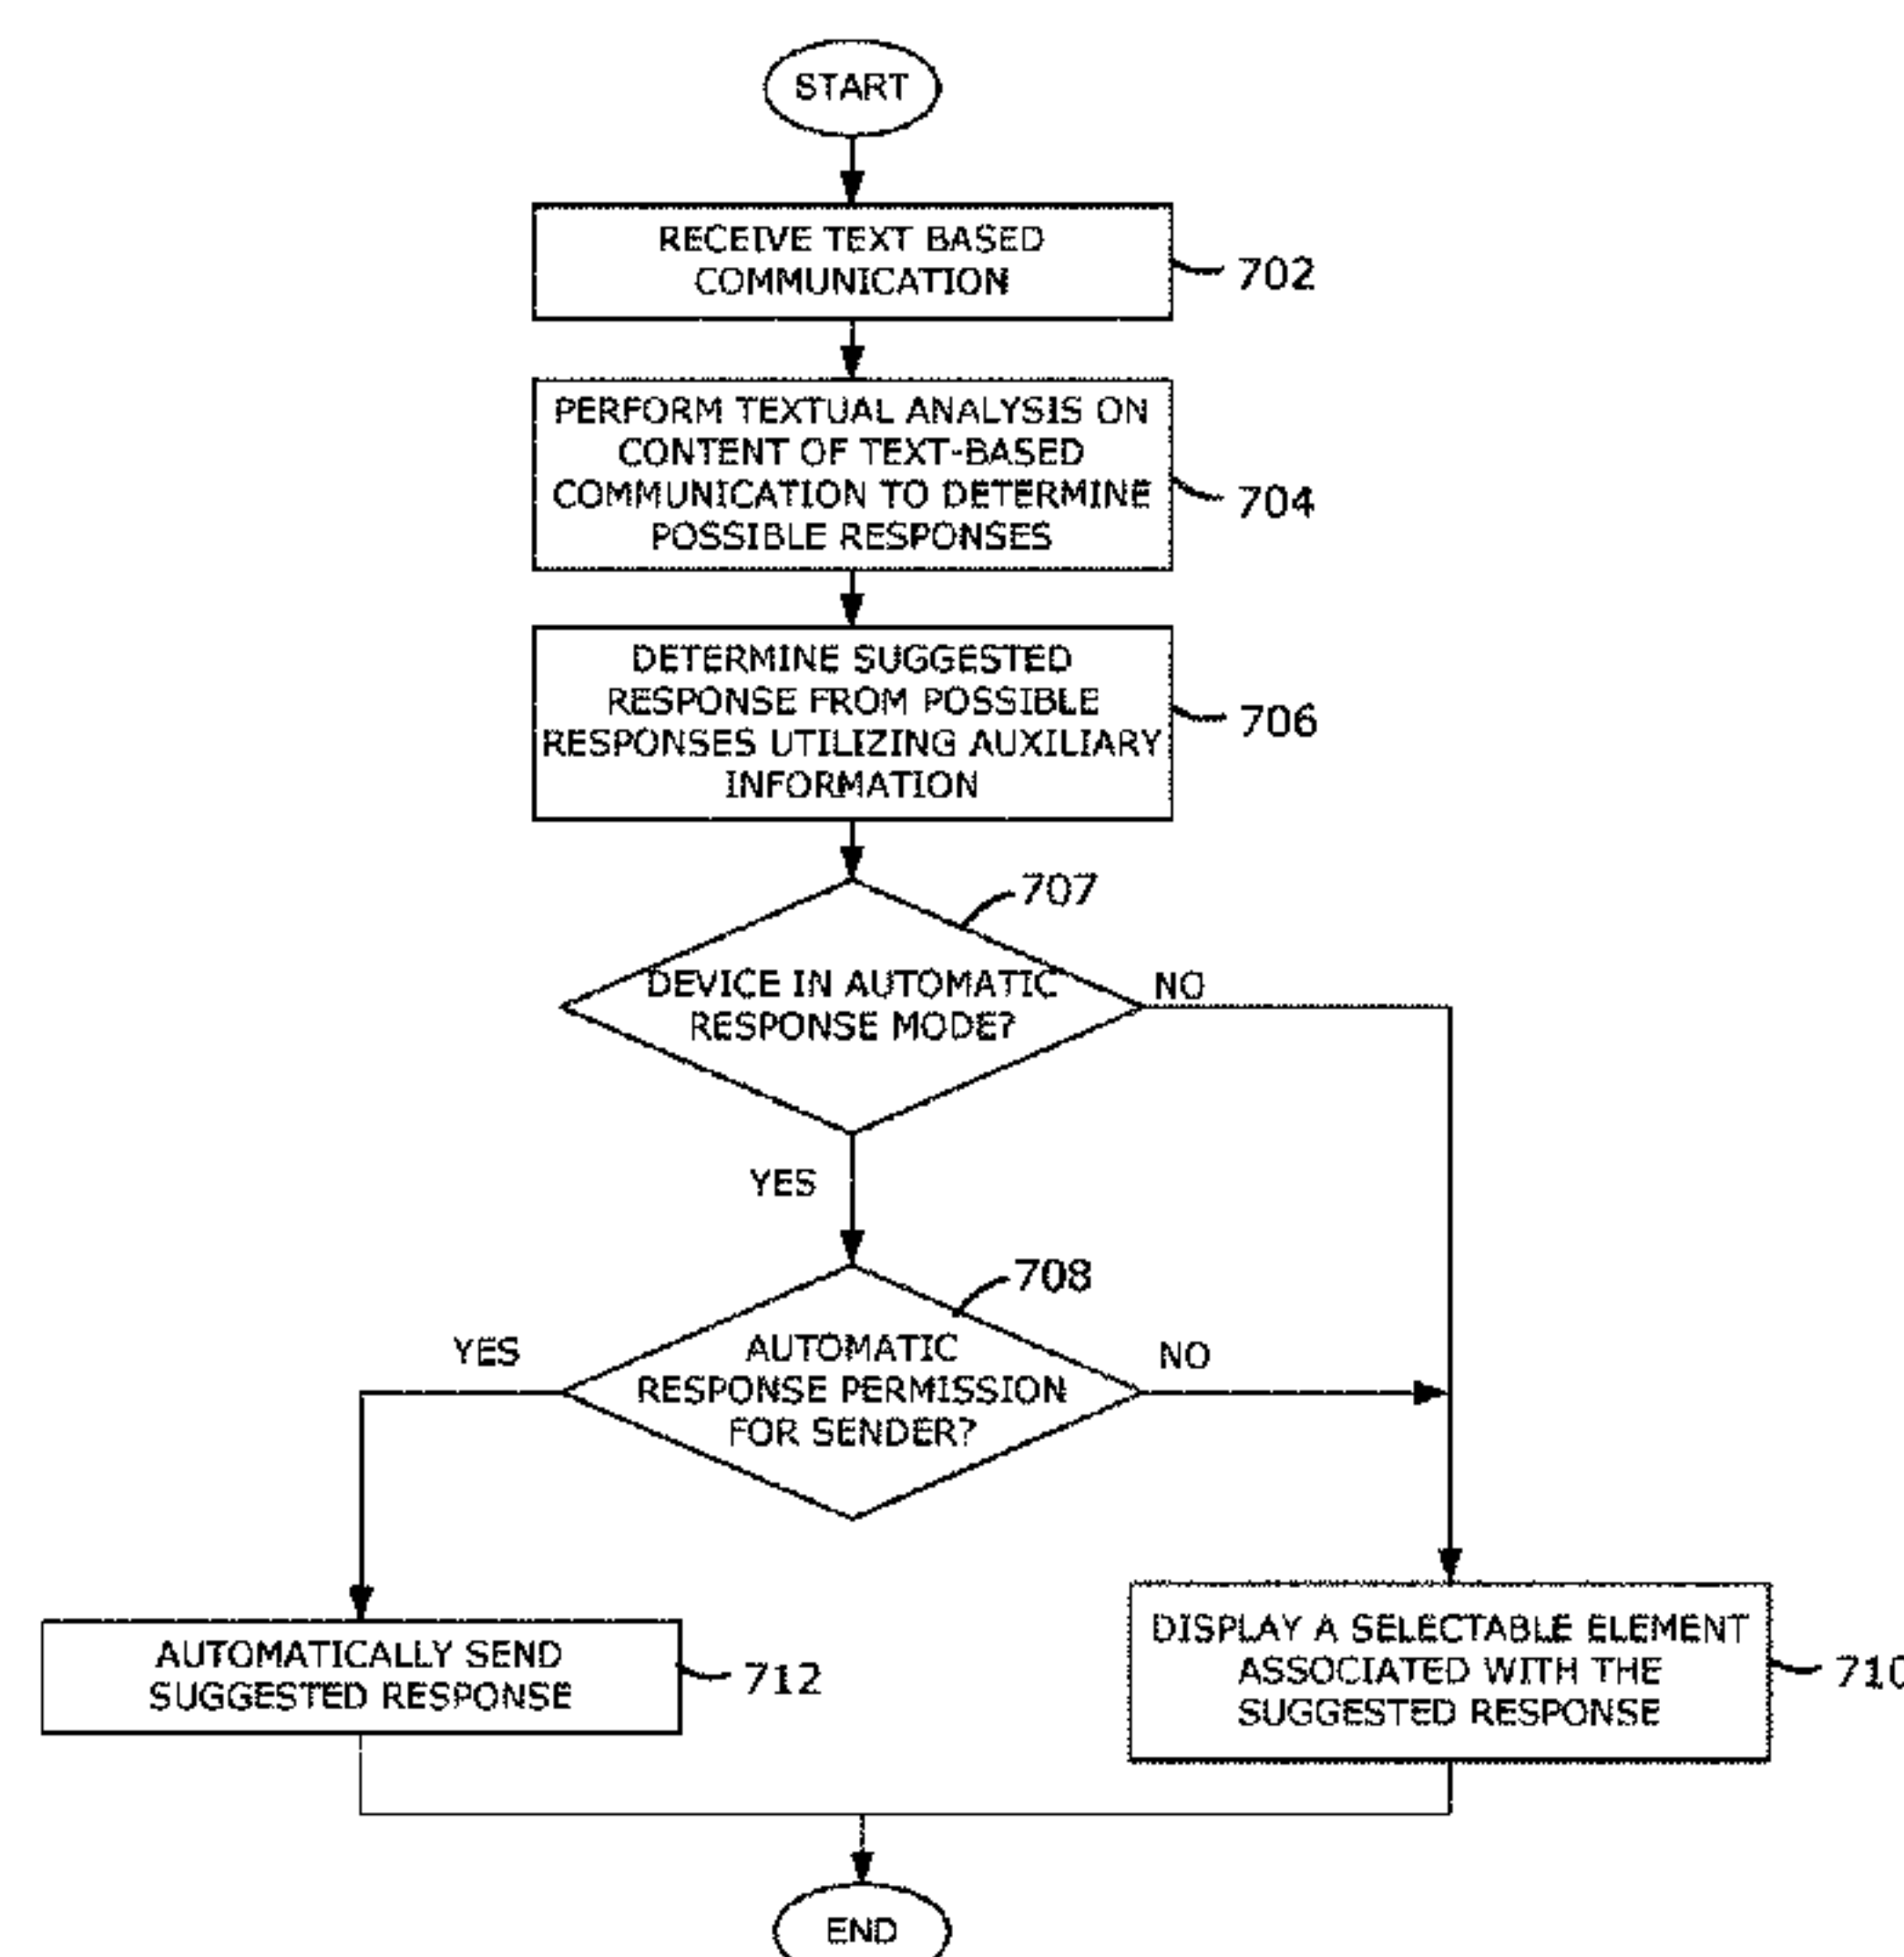 START
RECEIVE TEXT BASED
COMMUNICATION
702
PERFORM TEXTUAL ANALYSIS ON
CONTENT OF TEXT-BASED
COMMUNICATION TO DETERMINE
POSSIBLE RESPONSES
704
DETERMINE SUGGESTED
RESPONSE FROM POSSIBLE
RESPONSES UTILIZING AUXILIARY
INFORMATION
706
707
DEVICE IN AUTOMATIC
RESPONSE MODE?
NO
YES
708
AUTOMATIC
RESPONSE PERMISSION
FOR SENDER?
YES
NO
AUTOMATICALLY SEND
SUGGESTED RESPONSE
712
DISPLAY A SELECTABLE ELEMENT
ASSOCIATED WITH THE
SUGGESTED RESPONSE
710
END